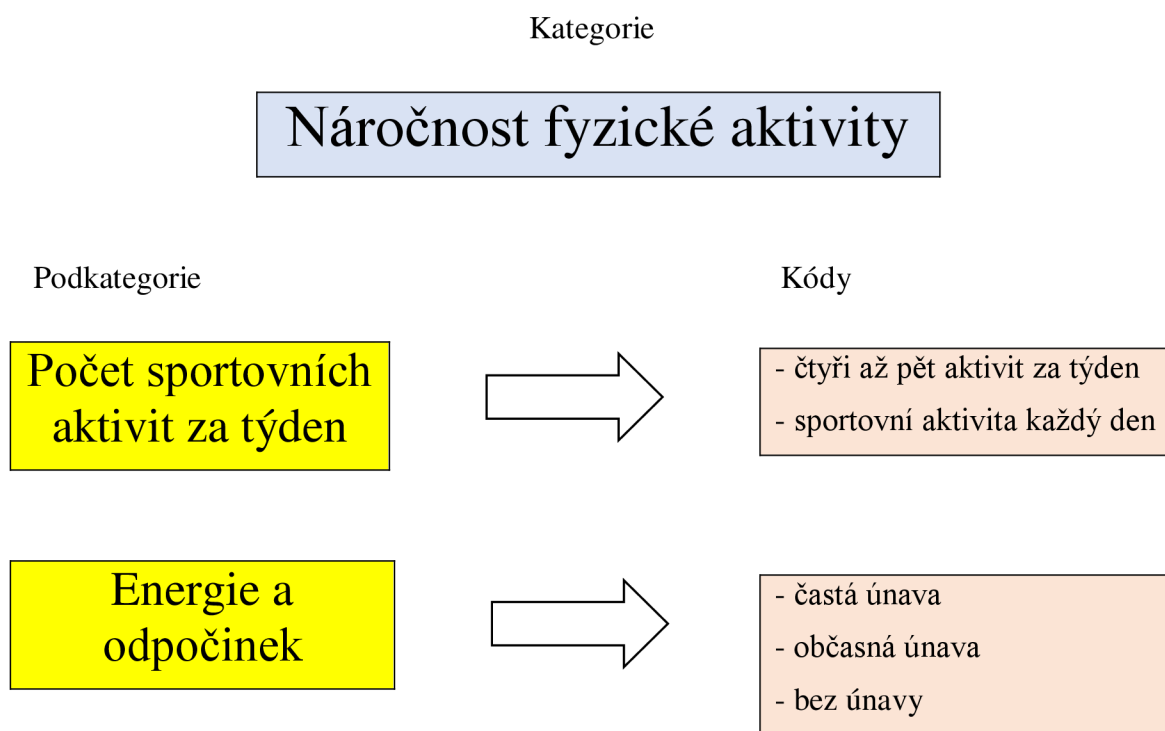 Kategorie
Náročnost fyzické aktivity
Podkategorie
Kódy
Počet sportovních
aktivit za týden
- čtyři až pět aktivit za týden
- sportovní aktivita každý den
Energie a
odpočinek
- častá únava
- občasná únava
- bez únavy